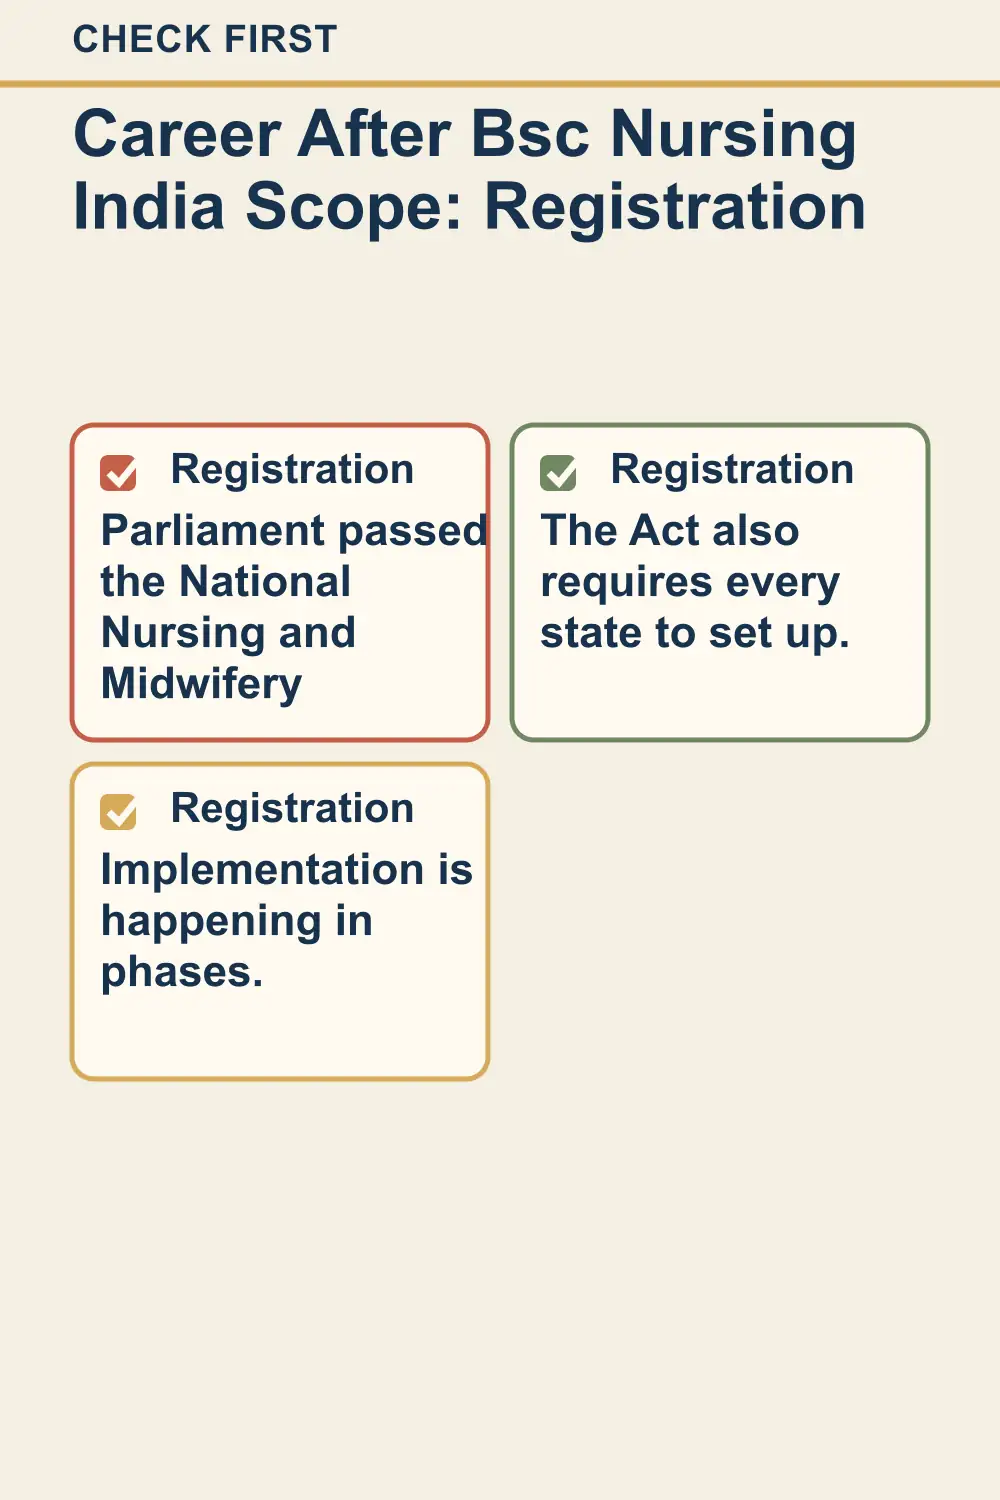 CHECK FIRST
Career After Bsc Nursing
India Scope: Registration
Registration
Parliament passed
the National
Nursing and
Midwifery
Registration
The Act also
requires every
state to set up.
Registration
Implementation is
happening in
phases.